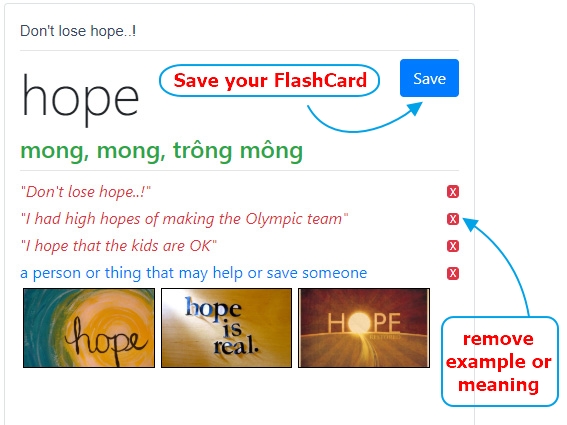 Don't lose hope..!
Save your FlashCard
Save
hope
mong, mong, trông mông
"Don't lose hope..!"
x
"I had high hopes of making the Olympic team"
x
"I hope that the kids are OK"
x
a person or thing that may help or save someone
x
hope
hope
is
real.
HOPE
remove
example or
meaning